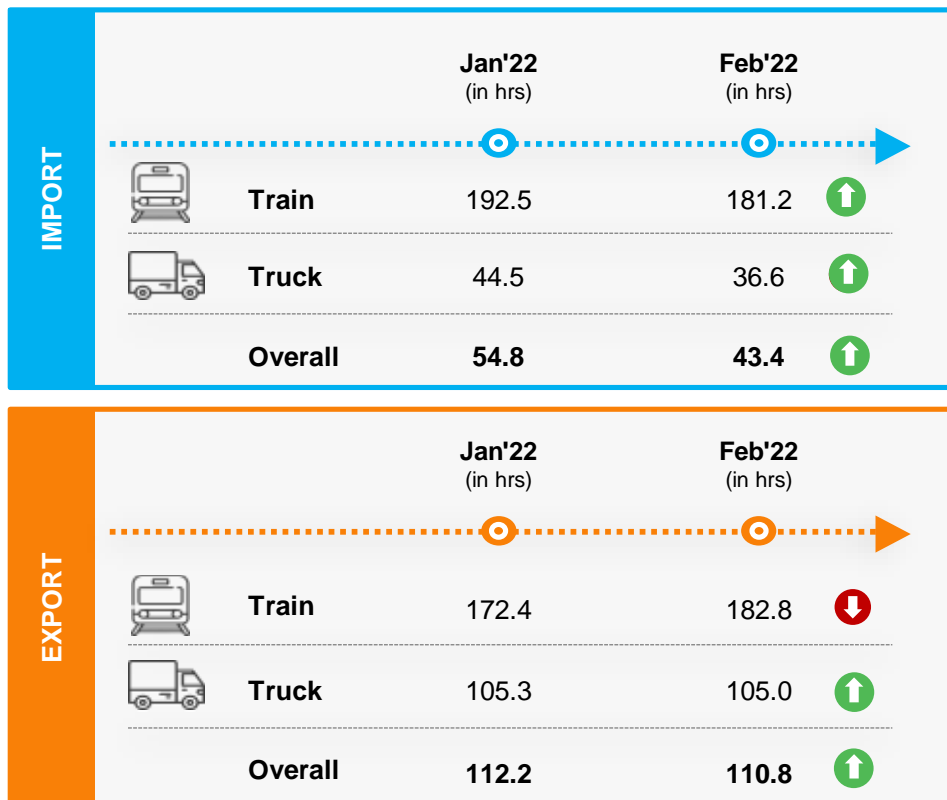 IMPORT
Jan'22 Feb'22
(in hrs) (in hrs)
Train 192.5 181.2
Truck 44.5 36.6
Overall 54.8 43.4
EXPORT
Jan'22 Feb'22
(in hrs) (in hrs)
Train 172.4 182.8
Truck 105.3 105.0
Overall 112.2 110.8